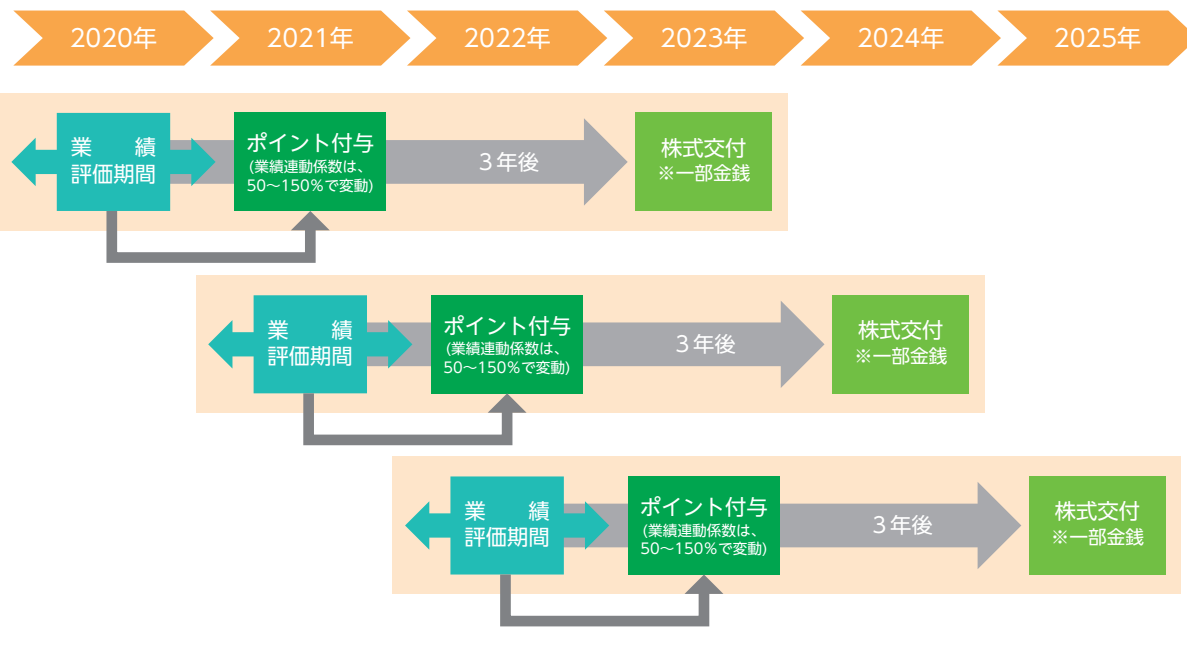 2020年
2021年
2022年
2023年
2024年
2025年
業　績
評価期間
ポイント付与
(業績連動係数は、
50〜150%で変動)
3年後
株式交付
※一部金銭
業　績
評価期間
ポイント付与
(業績連動係数は、
50〜150%で変動)
3年後
株式交付
※一部金銭
業　績
評価期間
ポイント付与
(業績連動係数は、
50〜150%で変動)
3年後
株式交付
※一部金銭